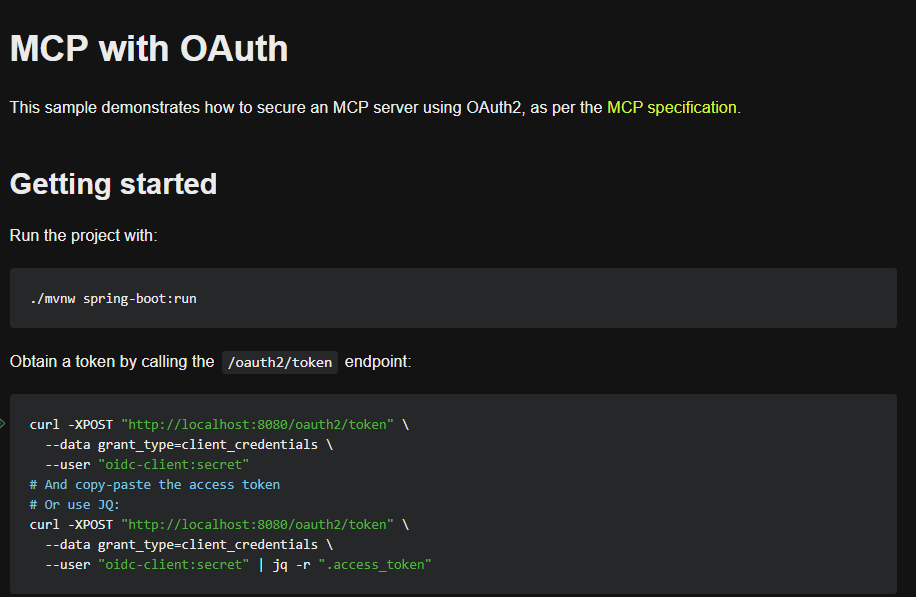 MCP with OAuth
This sample demonstrates how to secure an MCP server using OAuth2, as per the MCP specification.
Getting started
Run the project with:
./mvnw spring-boot:run
Obtain a token by calling the /oauth2/token endpoint:
curl -XPOST "http://localhost:8080/oauth2/token" \
  --data grant_type=client_credentials \
  --user "oidc-client:secret"
# And copy-paste the access token
# Or use JQ:
curl -XPOST "http://localhost:8080/oauth2/token" \
  --data grant_type=client_credentials \
  --user "oidc-client:secret" | jq -r ".access_token"